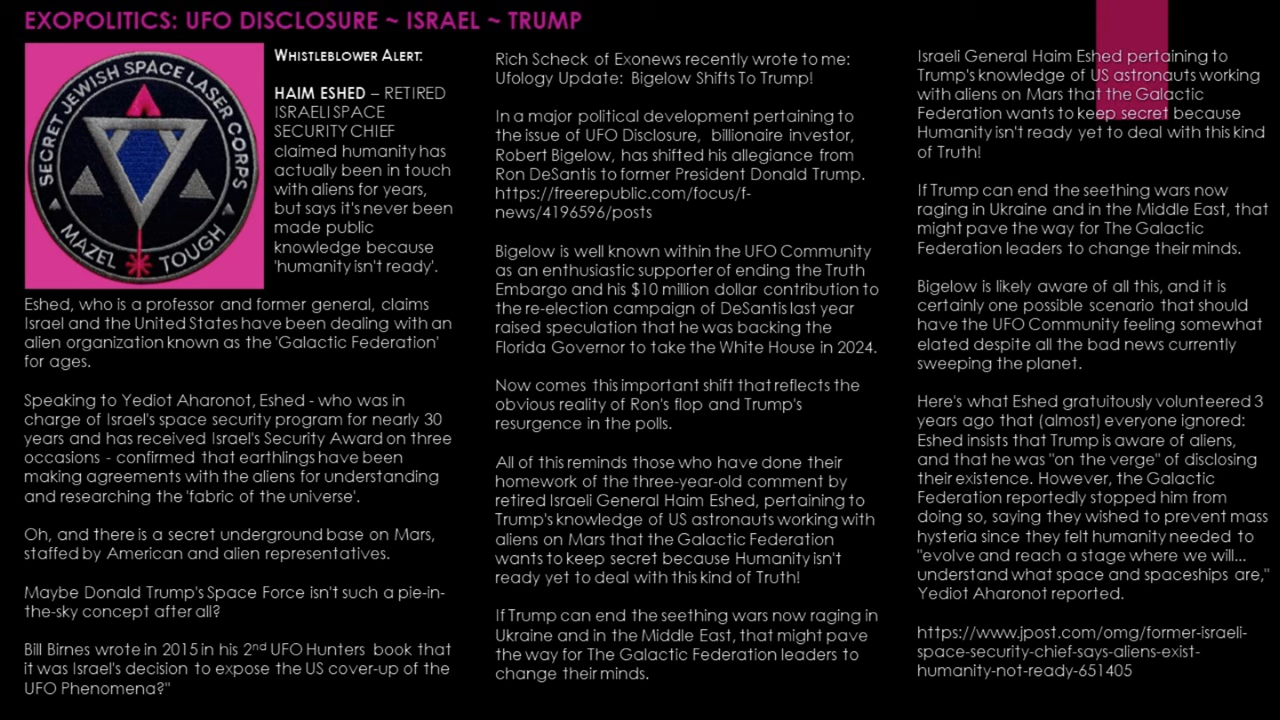 EXOPOLITICS: UFO DISCLOSURE ~ ISRAEL ~ TRUMP
SECRET JEWISH SPACE LASER CORPS
MAZEL TOUGH
WHISTLEBLOWER ALERT:
HAIM ESHED – RETIRED
ISRAELI SPACE
SECURITY CHIEF
claimed humanity has
actually been in touch
with aliens for years,
but says it's never been
made public
knowledge because
'humanity isn't ready'.
Eshed, who is a professor and former general, claims
Israel and the United States have been dealing with an
alien organization known as the 'Galactic Federation'
for ages.
Speaking to Yediot Aharonot, Eshed - who was in
charge of Israel's space security program for nearly 30
years and has received Israel's Security Award on three
occasions - confirmed that earthlings have been
making agreements with the aliens for understanding
and researching the 'fabric of the universe'.
Oh, and there is a secret underground base on Mars,
staffed by American and alien representatives.
Maybe Donald Trump's Space Force isn't such a pie-in-
the-sky concept after all?
Bill Birnes wrote in 2015 in his 2nd UFO Hunters book that
it was Israel's decision to expose the US cover-up of the
UFO Phenomena?"
Rich Scheck of Exonews recently wrote to me:
Ufology Update: Bigelow Shifts To Trump!
In a major political development pertaining to
the issue of UFO Disclosure, billionaire investor,
Robert Bigelow, has shifted his allegiance from
Ron DeSantis to former President Donald Trump.
https://freerepublic.com/focus/f-
news/4196596/posts
Bigelow is well known within the UFO Community
as an enthusiastic supporter of ending the Truth
Embargo and his $10 million dollar contribution to
the re-election campaign of DeSantis last year
raised speculation that he was backing the
Florida Governor to take the White House in 2024.
Now comes this important shift that reflects the
obvious reality of Ron's flop and Trump's
resurgence in the polls.
All of this reminds those who have done their
homework of the three-year-old comment by
retired Israeli General Haim Eshed, pertaining to
Trump's knowledge of US astronauts working with
aliens on Mars that the Galactic Federation
wants to keep secret because Humanity isn't
ready yet to deal with this kind of Truth!
If Trump can end the seething wars now raging in
Ukraine and in the Middle East, that might pave
the way for The Galactic Federation leaders to
change their minds.
Israeli General Haim Eshed pertaining to
Trump's knowledge of US astronauts working
with aliens on Mars that the Galactic
Federation wants to keep secret because
Humanity isn't ready yet to deal with this kind
of Truth!
If Trump can end the seething wars now
raging in Ukraine and in the Middle East, that
might pave the way for The Galactic
Federation leaders to change their minds.
Bigelow is likely aware of all this, and it is
certainly one possible scenario that should
have the UFO Community feeling somewhat
elated despite all the bad news currently
sweeping the planet.
Here's what Eshed gratuitously volunteered 3
years ago that (almost) everyone ignored:
Eshed insists that Trump is aware of aliens,
and that he was "on the verge" of disclosing
their existence. However, the Galactic
Federation reportedly stopped him from
doing so, saying they wished to prevent mass
hysteria since they felt humanity needed to
"evolve and reach a stage where we will...
understand what space and spaceships are,"
Yediot Aharonot reported.
https://www.jpost.com/omg/former-israeli-
space-security-chief-says-aliens-exist-
humanity-not-ready-651405